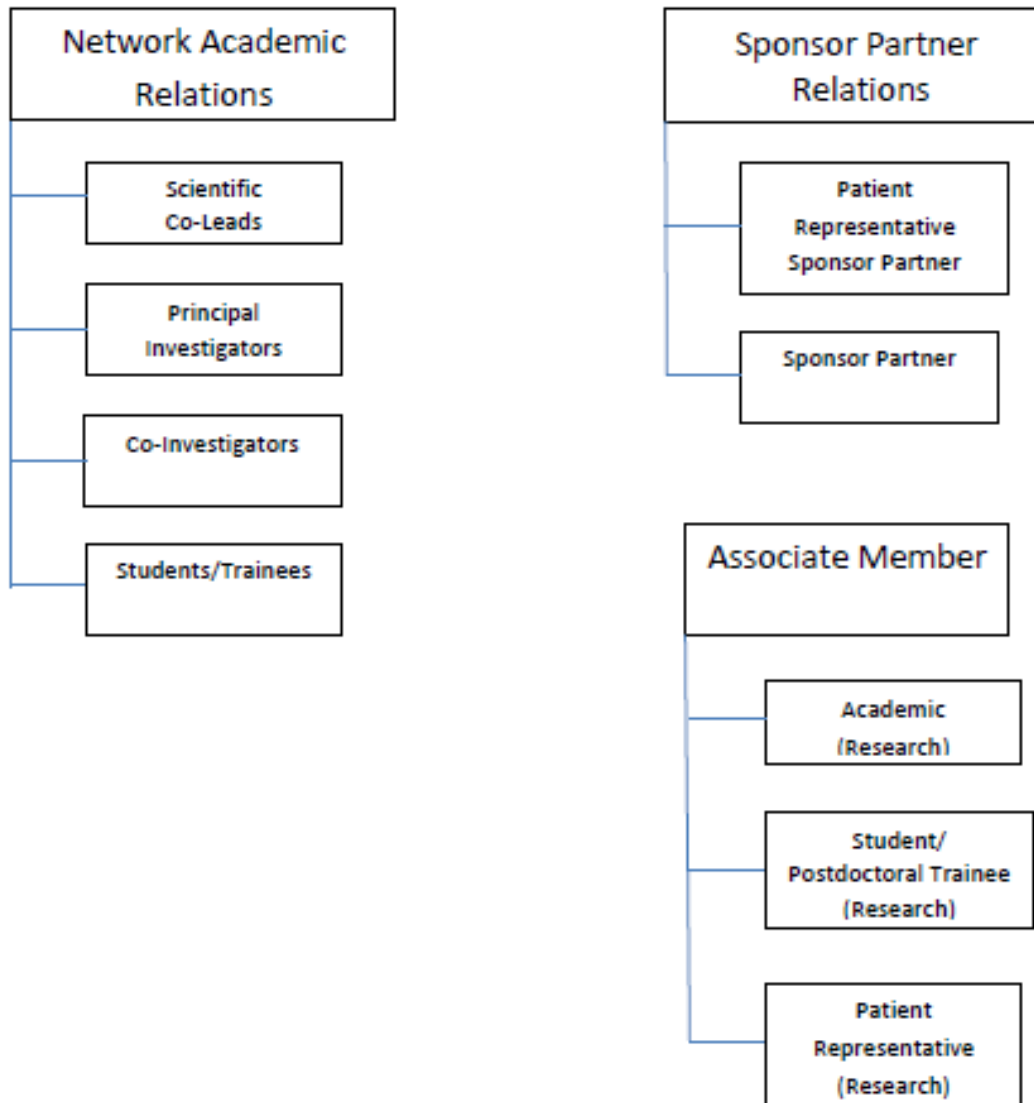 Network Academic
Relations
Scientific
Co-Leads
Principal
Investigators
Co-Investigators
Students/Trainees
Sponsor Partner
Relations
Patient
Representative
Sponsor Partner
Sponsor Partner
Associate Member
Academic
(Research)
Student/
Postdoctoral Trainee
(Research)
Patient
Representative
(Research)